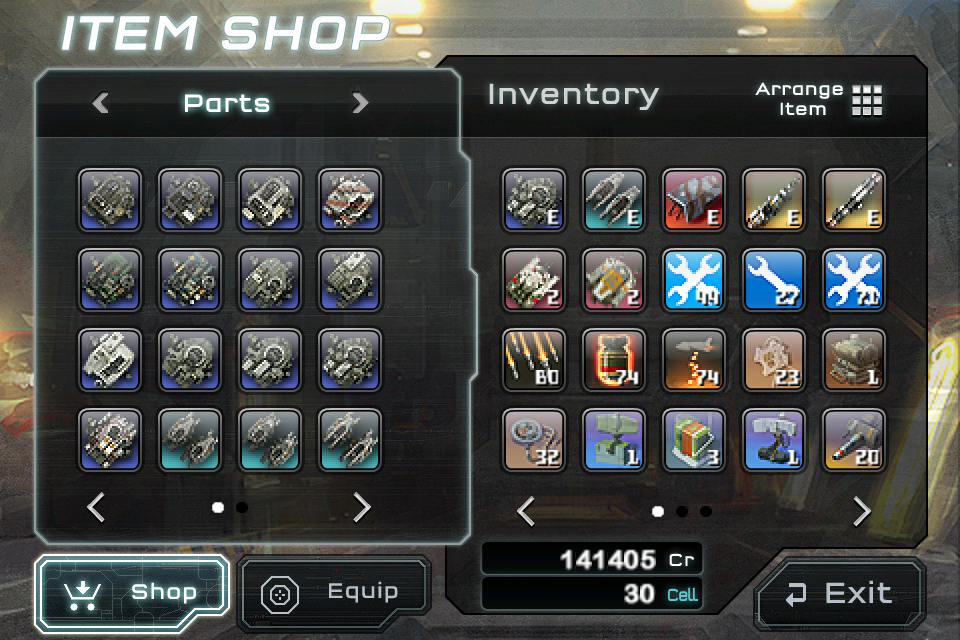 ITEM SHOP
Parts
Inventory
Arrange
Item
E E E E E
2 2 44 27 71
80 74 74 23 1
32 1 3 1 20
141405 Cr
30 Cell
Shop
Equip
Exit